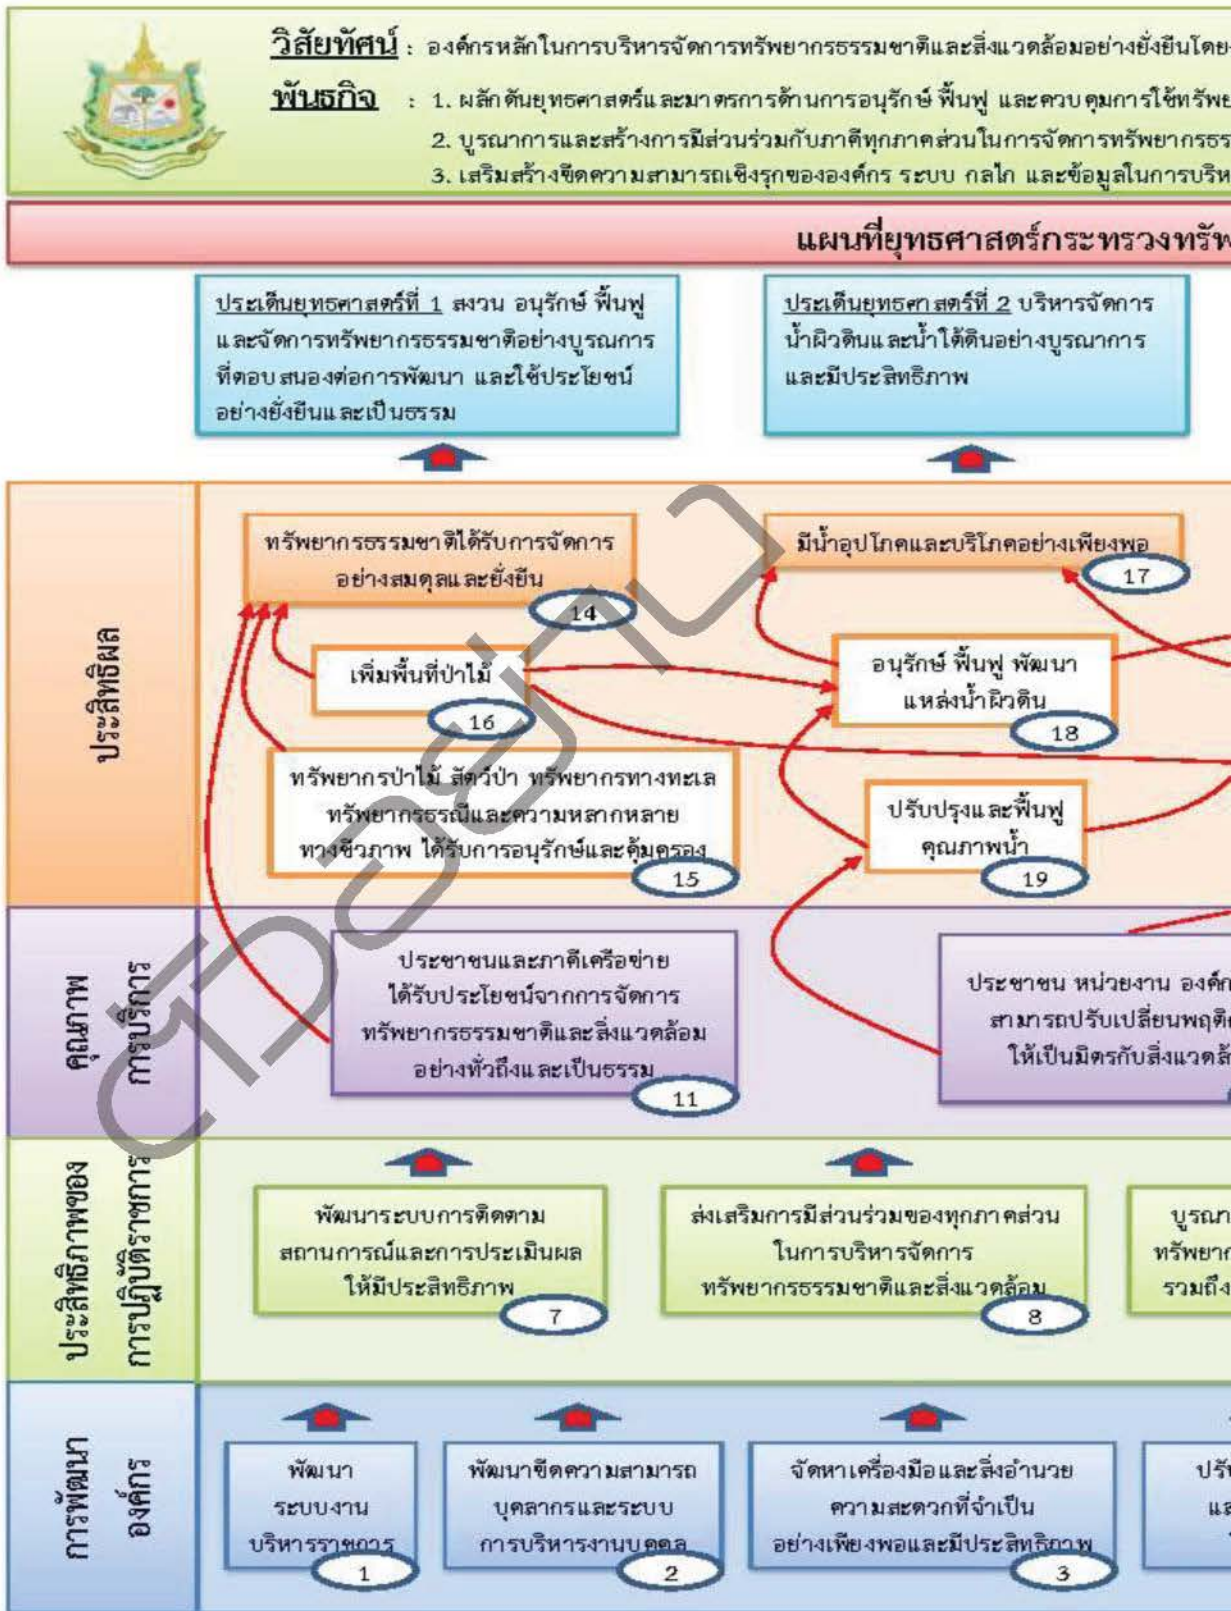 วิสัยทัศน์ : องค์กรหลักในการบริหารจัดการทรัพยากรธรรมชาติและสิ่งแวดล้อมอย่างยั่งยืนโดย
พันธกิจ : 1. ผลักดันยุทธศาสตร์และมาตรการด้านการอนุรักษ์ ฟื้นฟู และควบคุมการใช้ทรัพย
2. บูรณาการและสร้างการมีส่วนร่วมกับภาคีทุกภาคส่วนในการจัดการทรัพยากรธร
3. เสริมสร้างขีดความสามารถเชิงรุกขององค์กร ระบบ กลไก และข้อมูลในการบริห
แผนที่ยุทธศาสตร์กระทรวงทรัพ
ประเด็นยุทธศาสตร์ที่ 1 สงวน อนุรักษ์ ฟื้นฟู
และจัดการทรัพยากรธรรมชาติอย่างบูรณการ
ที่ตอบสนองต่อการพัฒนา และใช้ประโยชน์
อย่างยั่งยืนและเป็นธรรม
ประเด็นยุทธศาสตร์ที่ 2 บริหารจัดการ
น้ำผิวดินและน้ำใต้ดินอย่างบูรณาการ
และมีประสิทธิภาพ
ประสิทธิผล
ทรัพยากรธรรมชาติได้รับการจัดการ
อย่างสมดุลและยั่งยืน
14
มีน้ำอุปโภคและบริโภคอย่างเพียงพอ
17
เพิ่มพื้นที่ป่าไม้
16
อนุรักษ์ ฟื้นฟู พัฒนา
แหล่งน้ำผิวดิน
18
ทรัพยากรป่าไม้ สัตว์ป่า ทรัพยากรทางทะเล
ทรัพยากรธรณีและความหลากหลาย
ทางชีวภาพ ได้รับการอนุรักษ์และคุ้มครอง
15
ปรับปรุงและฟื้นฟู
คุณภาพน้ำ
19
คุณภาพ
การบริการ
ประชาชนและภาคีเครือข่าย
ได้รับประโยชน์จากการจัดการ
ทรัพยากรธรรมชาติและสิ่งแวดล้อม
อย่างทั่วถึงและเป็นธรรม
11
ประชาชน หน่วยงาน องค์ก
สามารถปรับเปลี่ยนพฤติ
ให้เป็นมิตรกับสิ่งแวดล้
ประสิทธิภาพของ
การปฏิบัติราชการ
พัฒนาระบบการติดตาม
สถานการณ์และการประเมินผล
ให้มีประสิทธิภาพ
7
ส่งเสริมการมีส่วนร่วมของทุกภาคส่วน
ในการบริหารจัดการ
ทรัพยากรธรรมชาติและสิ่งแวดล้อม
8
บูรณา
ทรัพยาก
รวมถึง
การพัฒนา
องค์กร
พัฒนา
ระบบงาน
บริหารราชการ
1
พัฒนาขีดความสามารถ
บุคลากรและระบบ
การบริหารงานบุคคล
2
จัดหาเครื่องมือและสิ่งอำนวย
ความสะดวกที่จำเป็น
อย่างเพียงพอและมีประสิทธิภาพ
3
ปรับ
แล
ตัวอย่าง